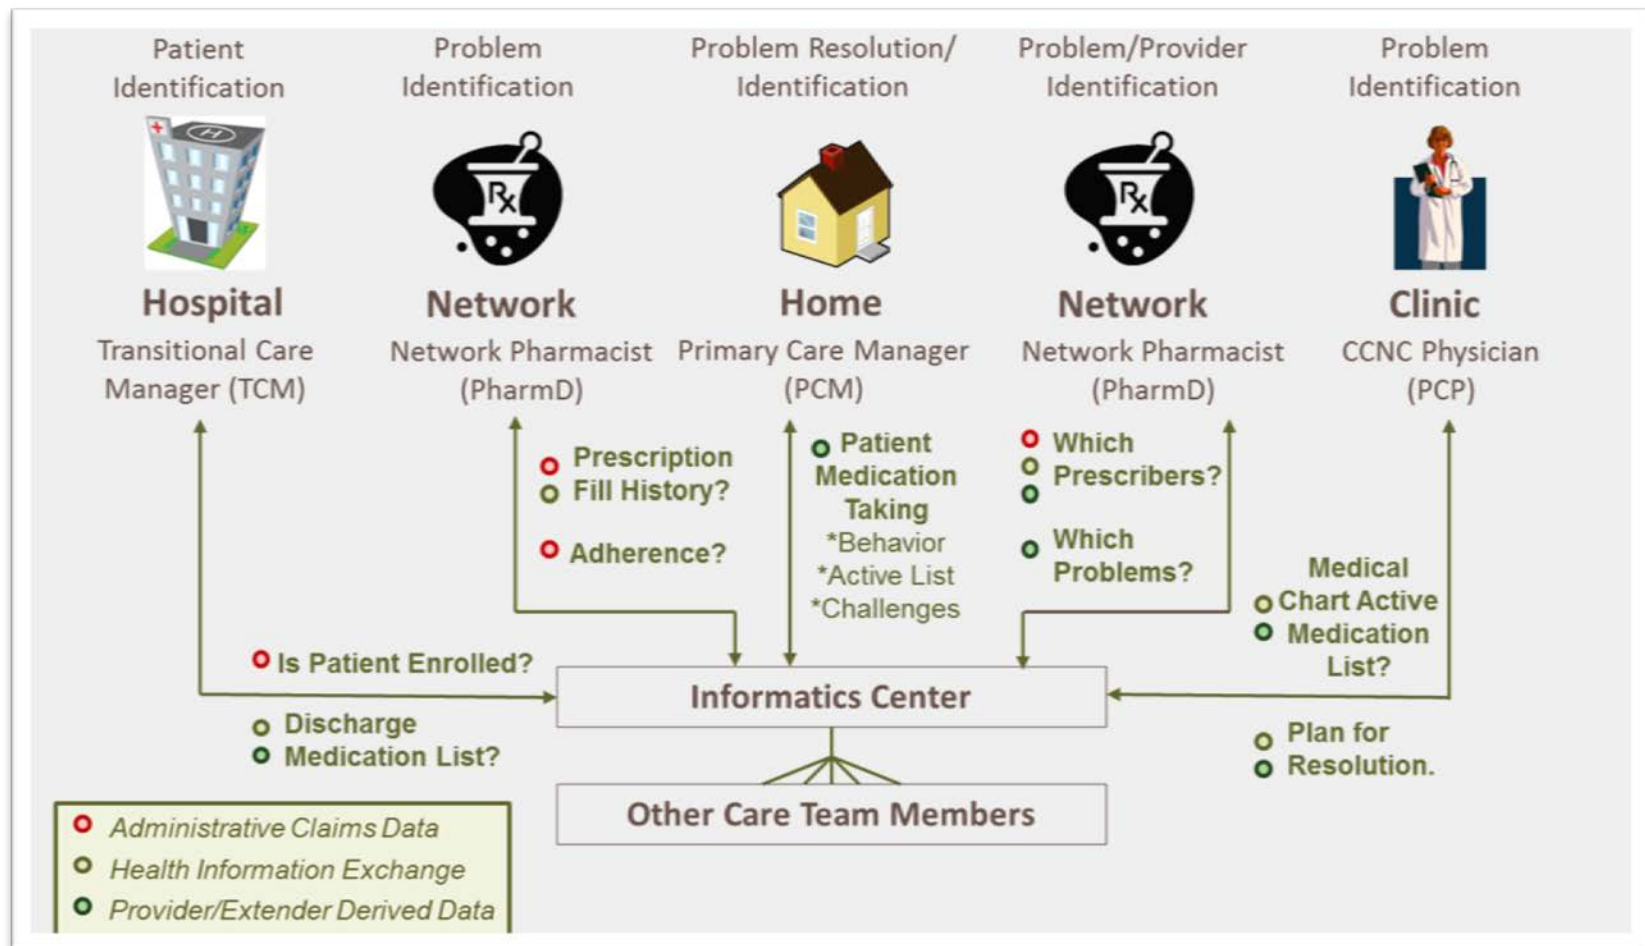 Patient
Identification
Problem
Identification
Problem Resolution/
Identification
Problem/Provider
Identification
Problem
Identification
H
Rx
Rx
Hospital
Network
Home
Network
Clinic
Transitional Care
Manager (TCM)
Network Pharmacist
(PharmD)
Primary Care Manager
(PCM)
Network Pharmacist
(PharmD)
CCNC Physician
(PCP)
Prescription
Fill History?
Adherence?
Patient
Medication
Taking
*Behavior
*Active List
*Challenges
Which
Prescribers?
Which
Problems?
Medical
Chart Active
Medication
List?
Is Patient Enrolled?
Discharge
Medication List?
Informatics Center
Plan for
Resolution.
Other Care Team Members
Administrative Claims Data
Health Information Exchange
Provider/Extender Derived Data